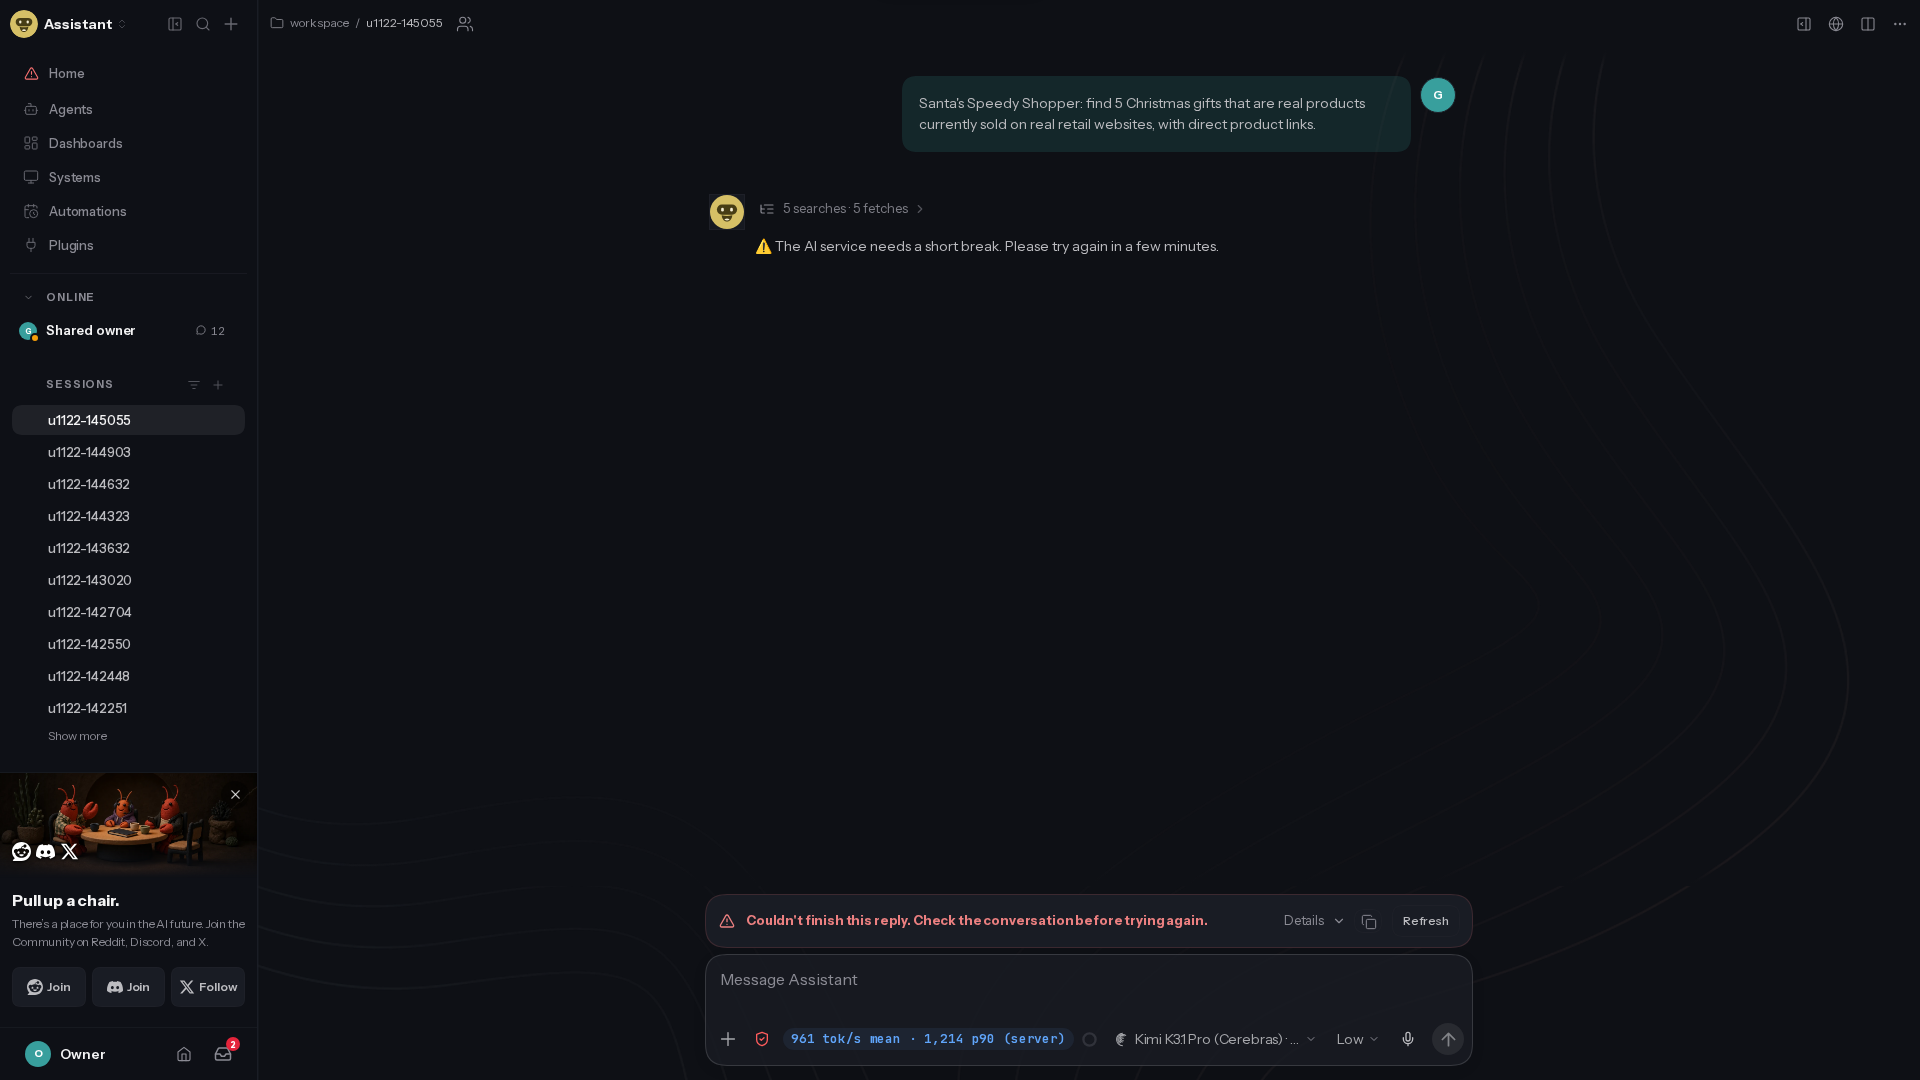 Assistant
workspace / u1122-145055
Home
Agents
Dashboards
Systems
Automations
Plugins
ONLINE
G
Shared owner
12
SESSIONS
u1122-145055
u1122-144903
u1122-144632
u1122-144323
u1122-143632
u1122-143020
u1122-142704
u1122-142550
u1122-142448
u1122-142251
Show more
Pull up a chair.
There's a place for you in the AI future. Join the
Community on Reddit, Discord, and X.
Join
Join
Follow
O
Owner
2
Santa's Speedy Shopper: find 5 Christmas gifts that are real products
currently sold on real retail websites, with direct product links.
G
5 searches · 5 fetches
The AI service needs a short break. Please try again in a few minutes.
Couldn't finish this reply. Check the conversation before trying again.
Details
Refresh
Message Assistant
961 tok/s mean · 1,214 p90 (server)
Kimi K3.1 Pro (Cerebras) · ...
Low